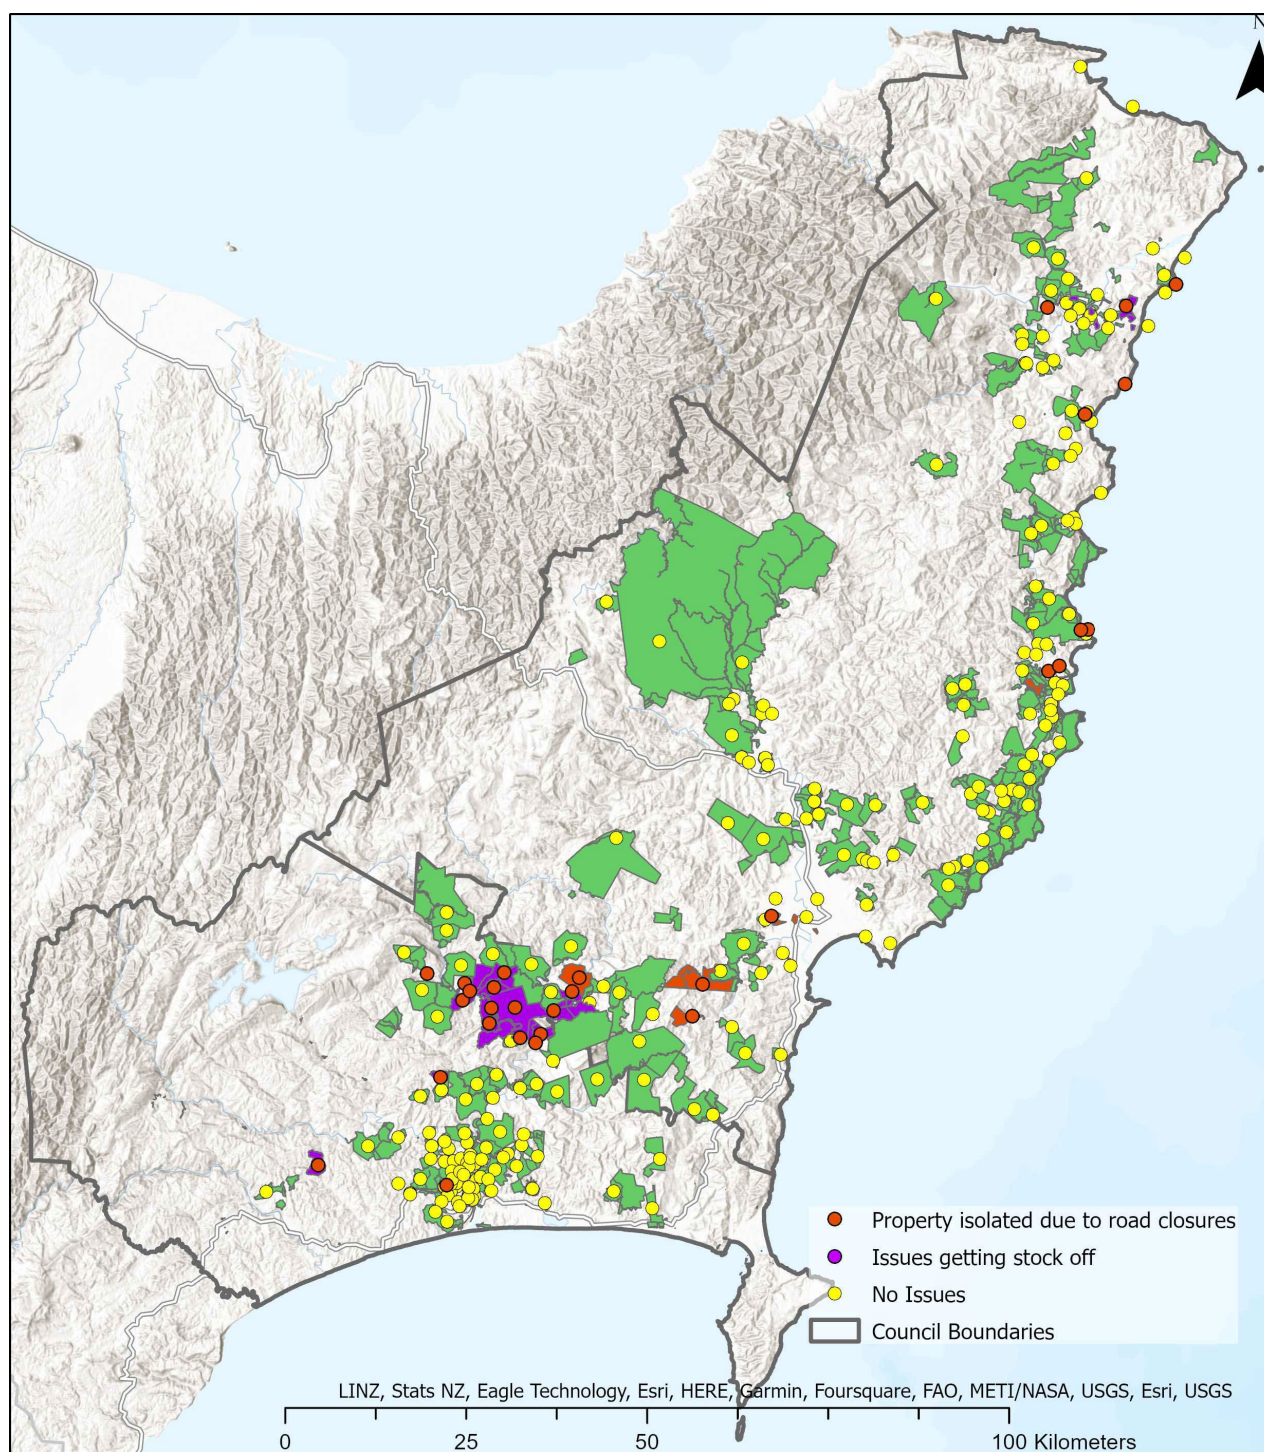 N
Property isolated due to road closures
Issues getting stock off
No Issues
Council Boundaries
LINZ, Stats NZ, Eagle Technology, Esri, HERE, Garmin, Foursquare, FAO, METI/NASA, USGS, Esri, USGS
0 25 50 100 Kilometers